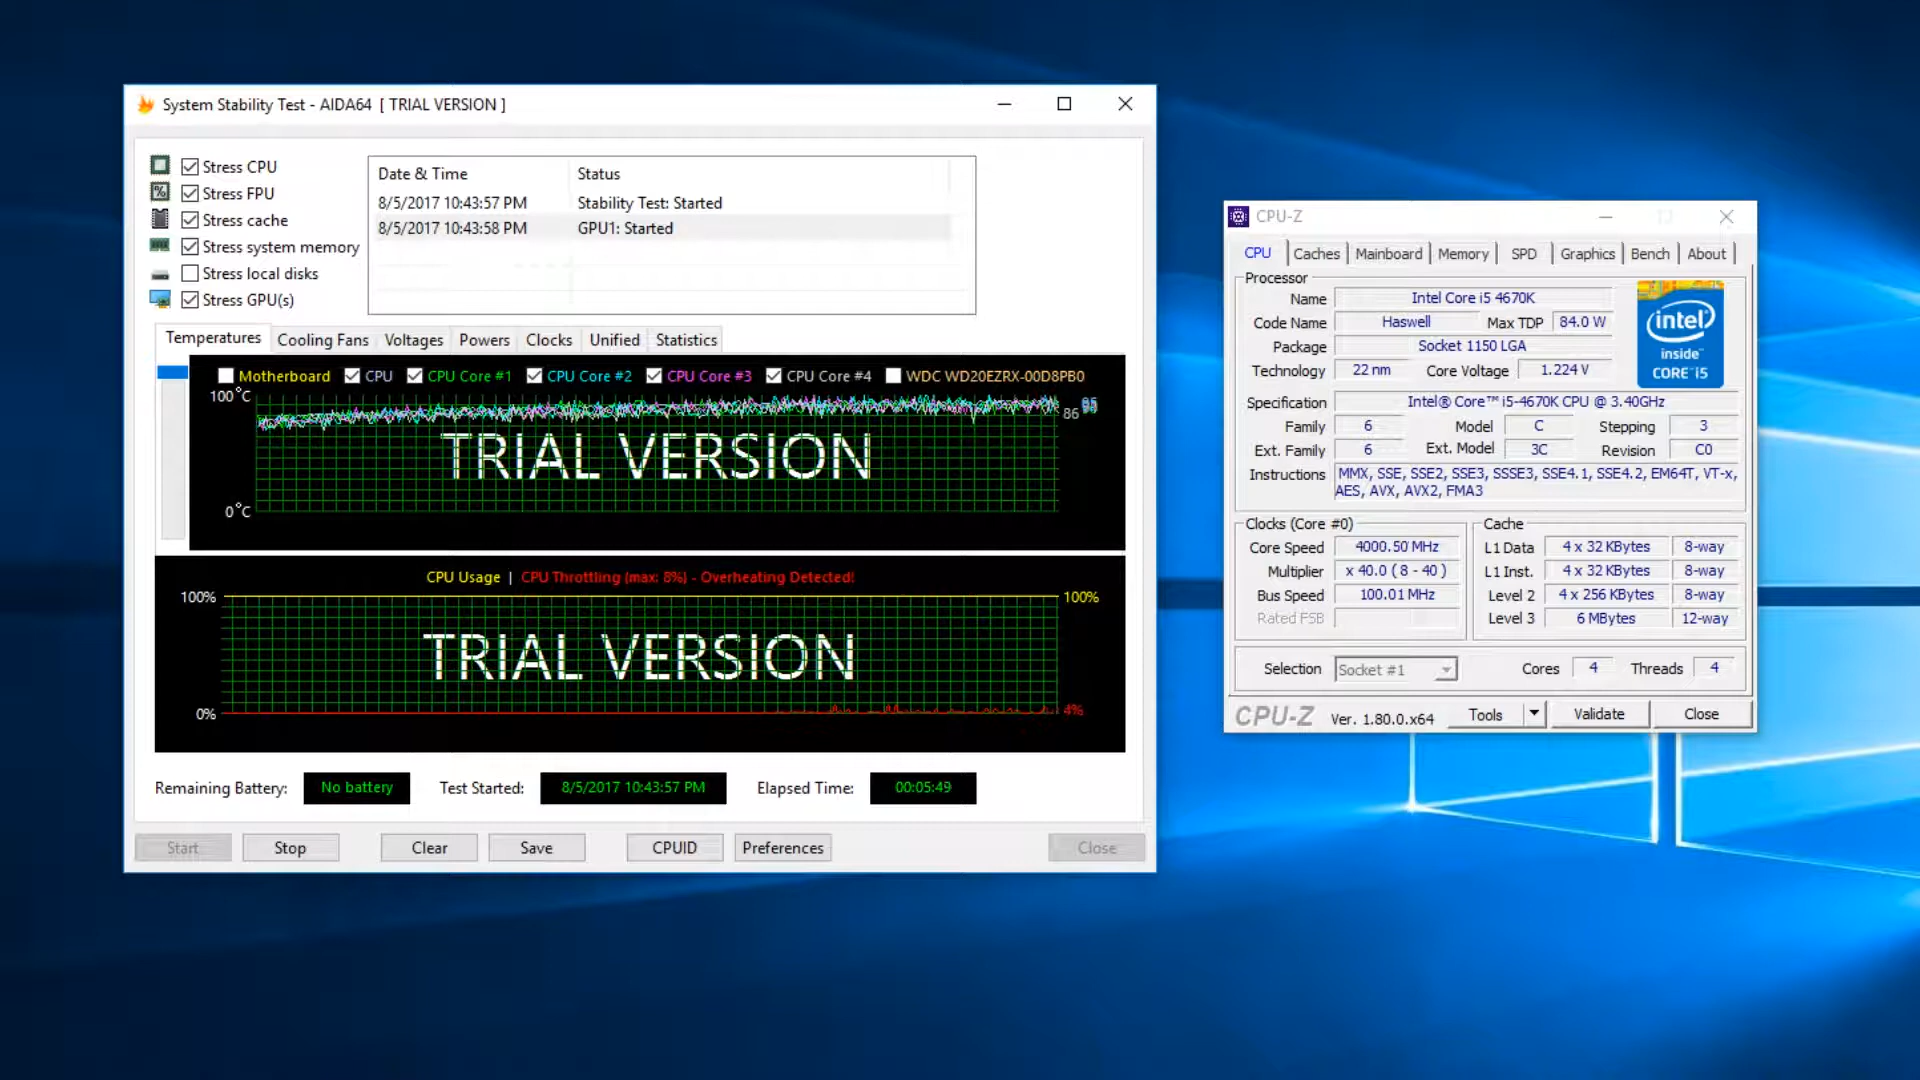 System Stability Test - AIDA64 [ TRIAL VERSION ]
Stress CPU
Stress FPU
Stress cache
Stress system memory
Stress local disks
Stress GPU(s)
Date & Time Status
8/5/2017 10:43:57 PM Stability Test: Started
8/5/2017 10:43:58 PM GPU1: Started
Temperatures Cooling Fans Voltages Powers Clocks Unified Statistics
Motherboard CPU CPU Core #1 CPU Core #2 CPU Core #3 CPU Core #4 WDC WD20EZRX-00D8PB0
100°C
86
TRIAL VERSION
0°C
CPU Usage | CPU Throttling (max: 8%) - Overheating Detected!
100% 100%
TRIAL VERSION
0% 4%
Remaining Battery: No battery Test Started: 8/5/2017 10:43:57 PM Elapsed Time: 00:05:49
Start Stop Clear Save CPUID Preferences Close
CPU-Z
CPU Caches Mainboard Memory SPD Graphics Bench About
Processor
Name Intel Core i5 4670K
Code Name Haswell Max TDP 84.0 W
Package Socket 1150 LGA
Technology 22 nm Core Voltage 1.224 V
intel
inside™
CORE™i5
Specification Intel® Core™ i5-4670K CPU @ 3.40GHz
Family 6 Model C Stepping 3
Ext. Family 6 Ext. Model 3C Revision C0
Instructions MMX, SSE, SSE2, SSE3, SSSE3, SSE4.1, SSE4.2, EM64T, VT-x,
AES, AVX, AVX2, FMA3
Clocks (Core #0)
Core Speed 4000.50 MHz
Multiplier x 40.0 ( 8 - 40 )
Bus Speed 100.01 MHz
Rated FSB
Cache
L1 Data 4 x 32 KBytes 8-way
L1 Inst. 4 x 32 KBytes 8-way
Level 2 4 x 256 KBytes 8-way
Level 3 6 MBytes 12-way
Selection Socket #1 Cores 4 Threads 4
CPU-Z Ver. 1.80.0.x64 Tools Validate Close